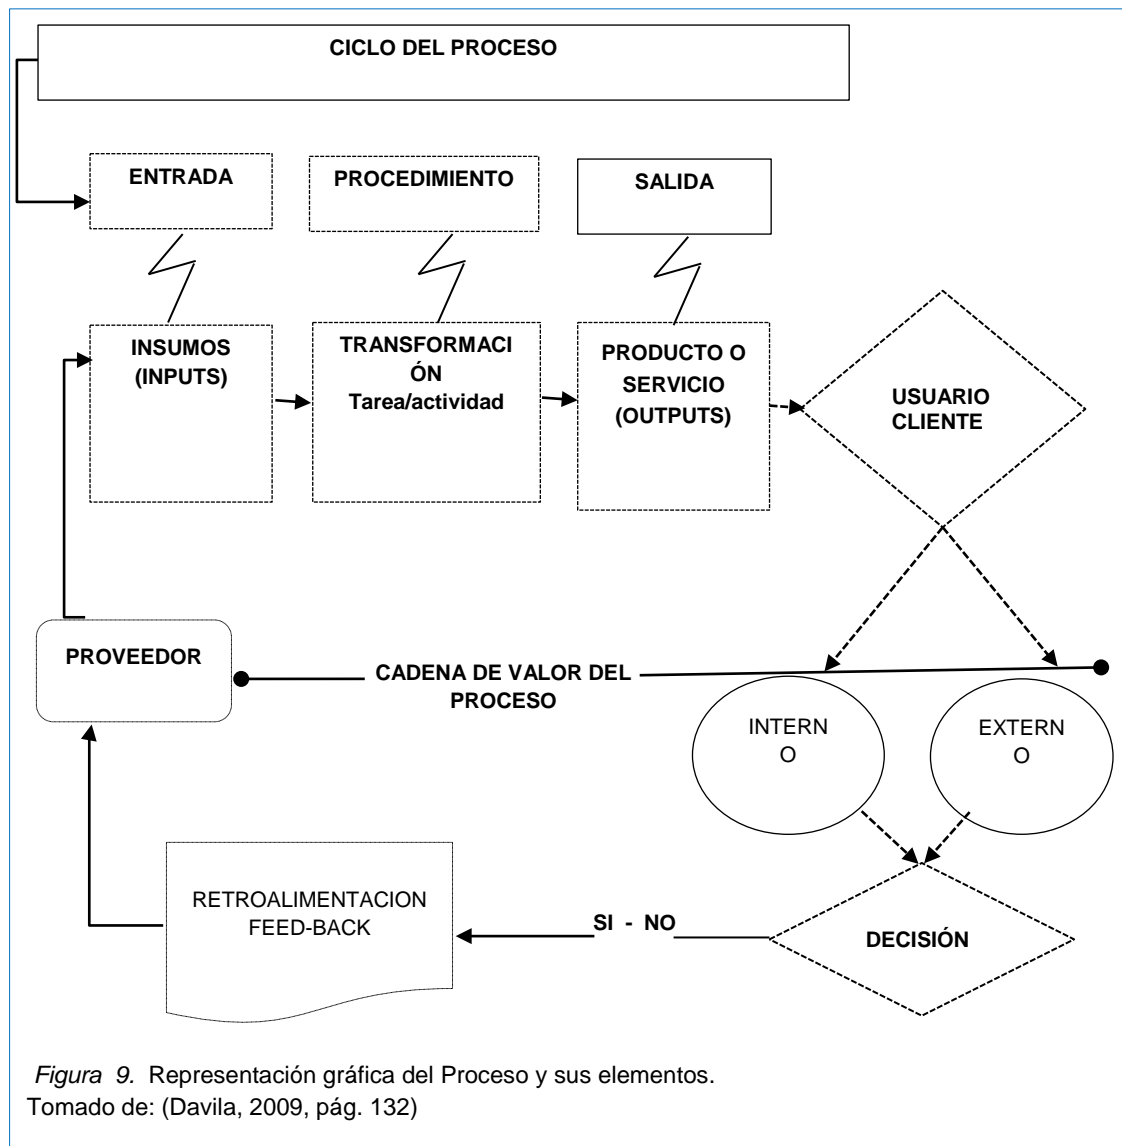 CICLO DEL PROCESO
ENTRADA
PROCEDIMIENTO
SALIDA
INSUMOS
(INPUTS)
TRANSFORMACI
ÓN
Tarea/actividad
PRODUCTO O
SERVICIO
(OUTPUTS)
USUARIO
CLIENTE
PROVEEDOR
CADENA DE VALOR DEL
PROCESO
INTERN
O
EXTERN
O
RETROALIMENTACION
FEED-BACK
SI - NO
DECISIÓN
Figura 9. Representación gráfica del Proceso y sus elementos.
Tomado de: (Davila, 2009, pág. 132)